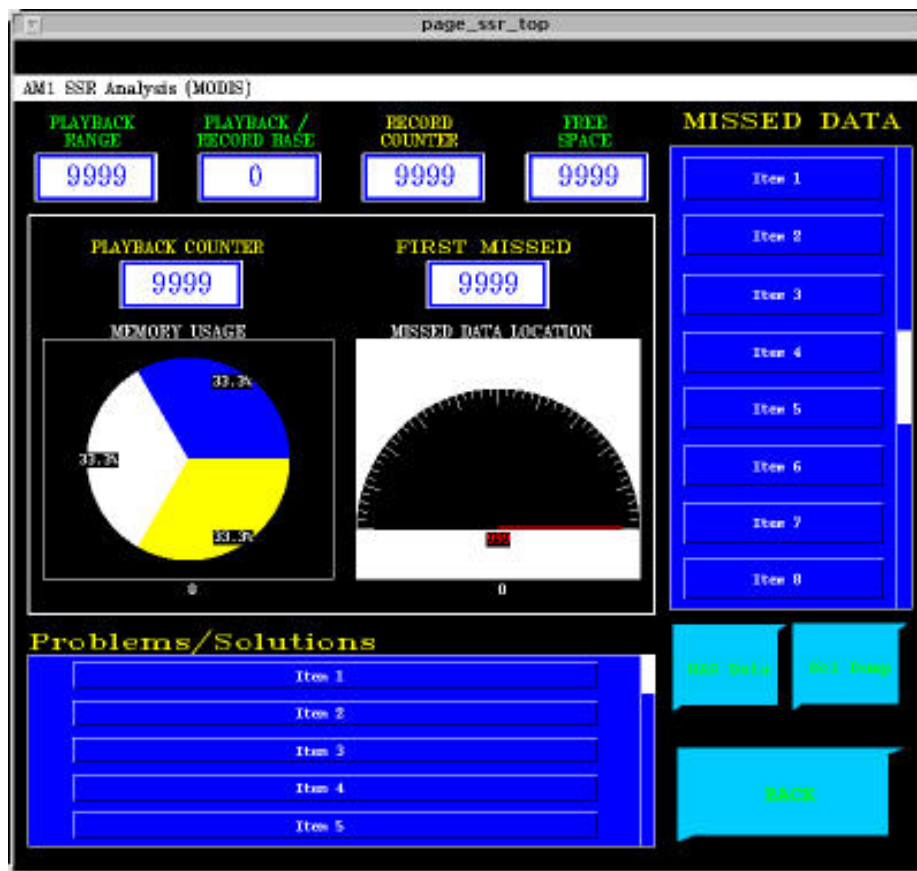 page_ssr_top
AM1 SSR Analysis (MODIS)
PLAYBACK RANGE
PLAYBACK / RECORD BASE
RECORD COUNTER
FREE SPACE
MISSED DATA
9999
0
9999
9999
Item 1
Item 2
Item 3
Item 4
Item 5
Item 6
Item 7
Item 8
PLAYBACK COUNTER
9999
FIRST MISSED
9999
MEMORY USAGE
33.3%
33.3%
33.3%
0
MISSED DATA LOCATION
999
0
Problems/Solutions
Item 1
Item 2
Item 3
Item 4
Item 5
Data
Dump
BACK